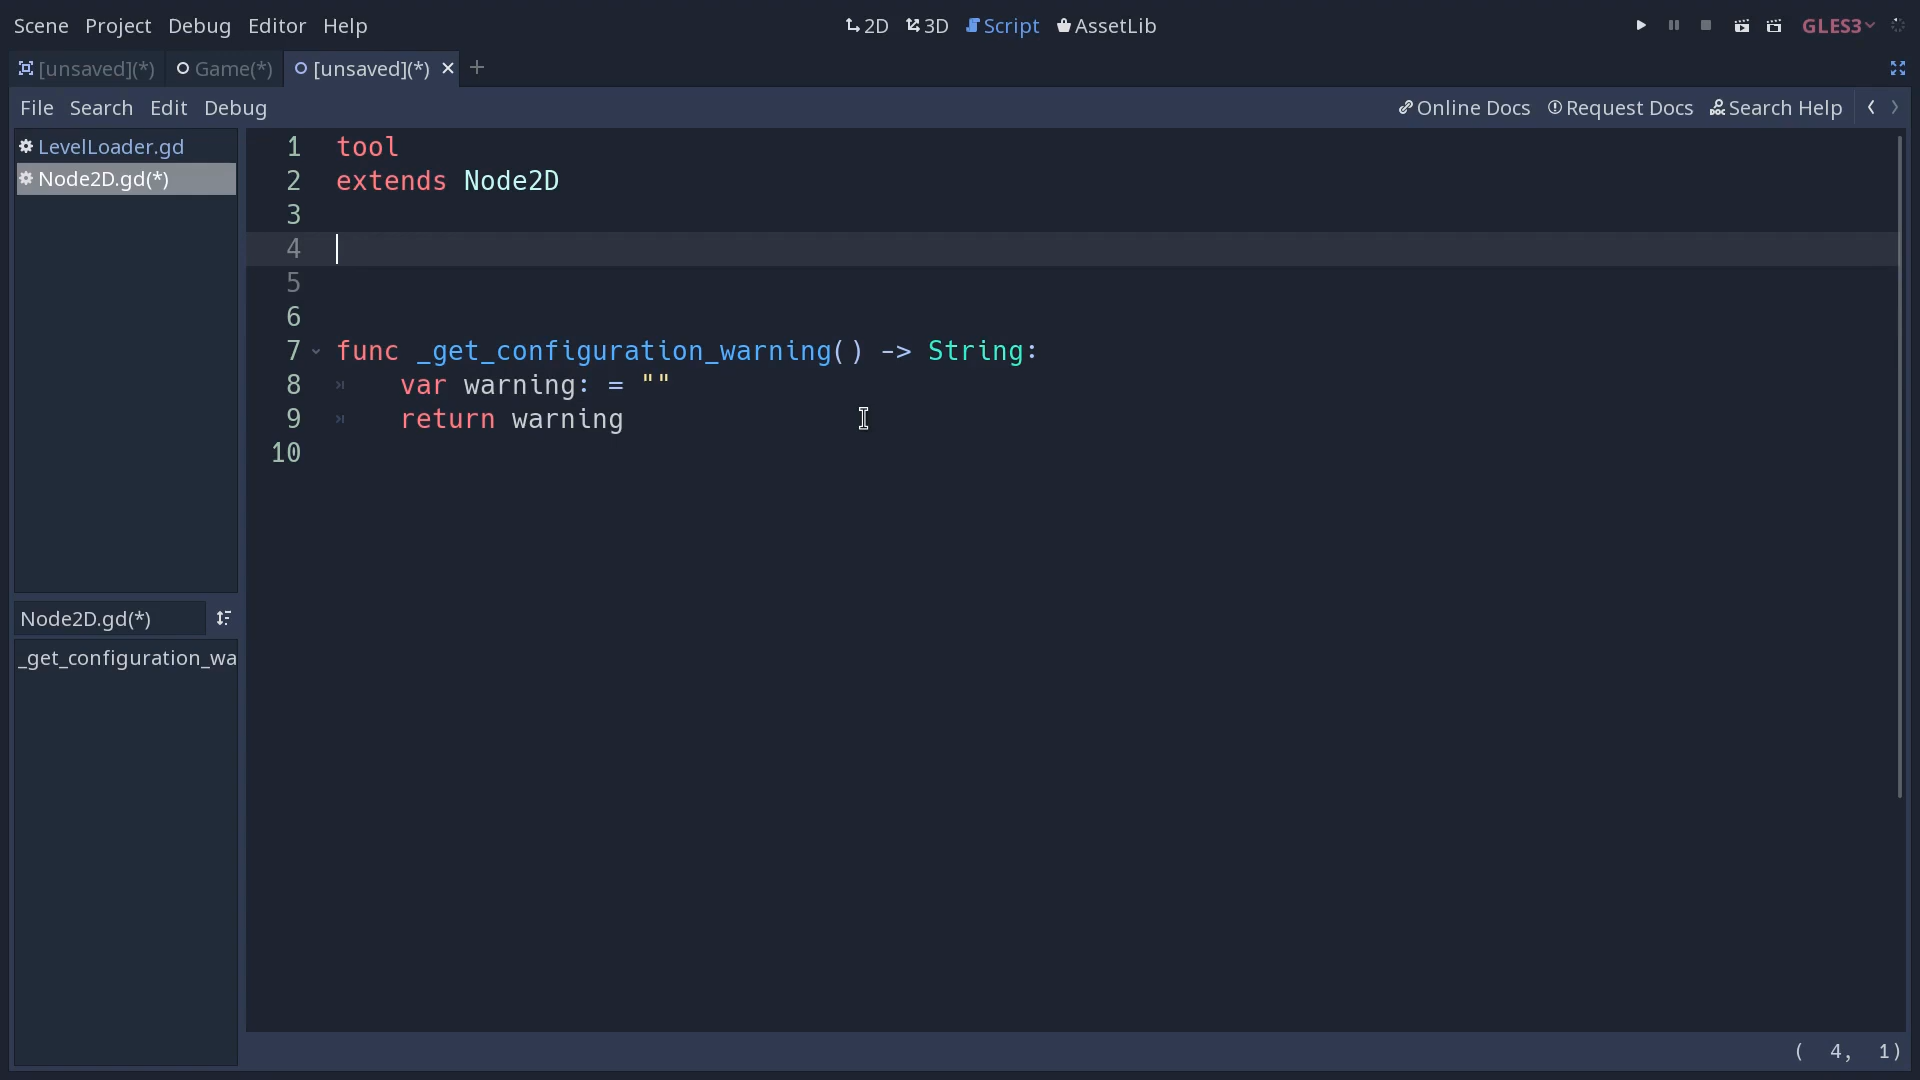 Scene Project Debug Editor Help 2D 3D Script AssetLib GLES3
[unsaved](*) Game(*) [unsaved](*)
File Search Edit Debug Online Docs Request Docs Search Help
LevelLoader.gd
Node2D.gd(*)
1 tool
2 extends Node2D
3
4
5
6
7 func _get_configuration_warning() -> String:
8 var warning: = ""
9 return warning
10
Node2D.gd(*)
_get_configuration_wa
( 4, 1)